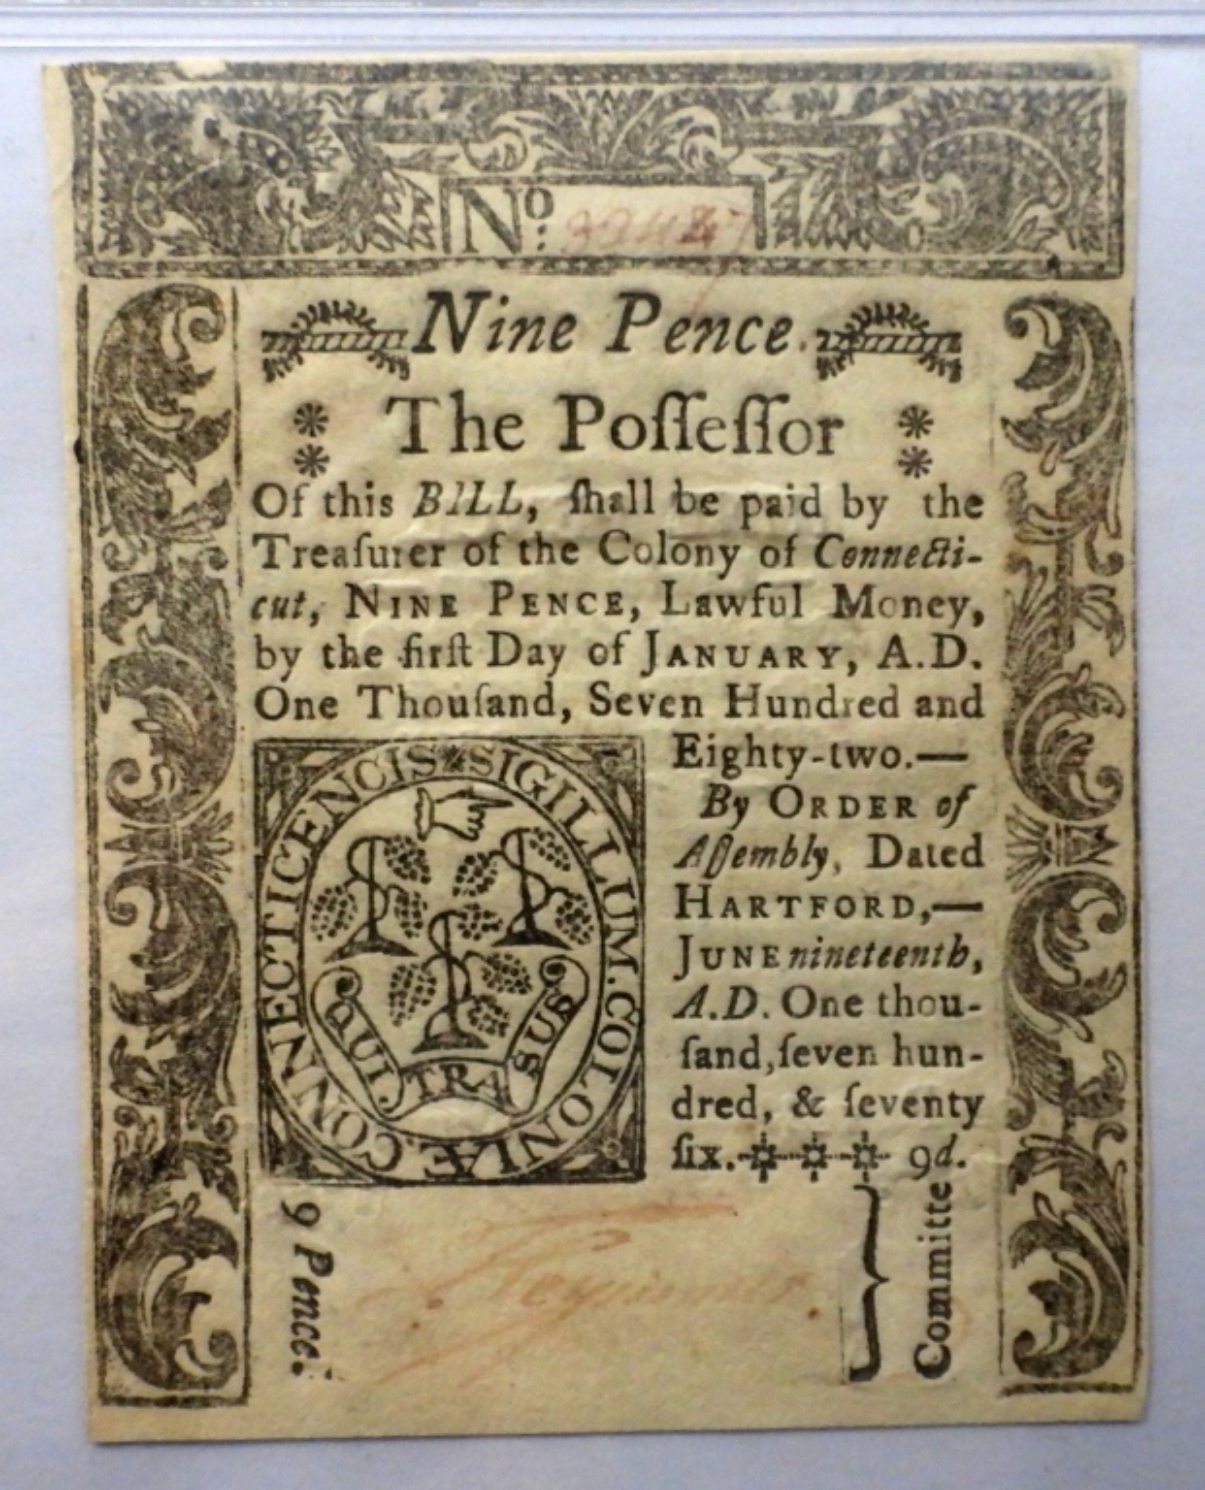 No:
Nine Pence.
The Poſſeſſor
Of this BILL, ſhall be paid by the
Treaſurer of the Colony of Connecti-
cut, NINE PENCE, Lawful Money,
by the firſt Day of JANUARY, A.D.
One Thouſand, Seven Hundred and
Eighty-two.—
By ORDER of
Aſſembly, Dated
HARTFORD,—
JUNE nineteenth,
A.D. One thou-
ſand, ſeven hun-
dred, & ſeventy
ſix. 9d.
SIGILLUM. COLONIÆ. CONNECTICENCIS
QUI TRA SUS
9 Pence.
Committe